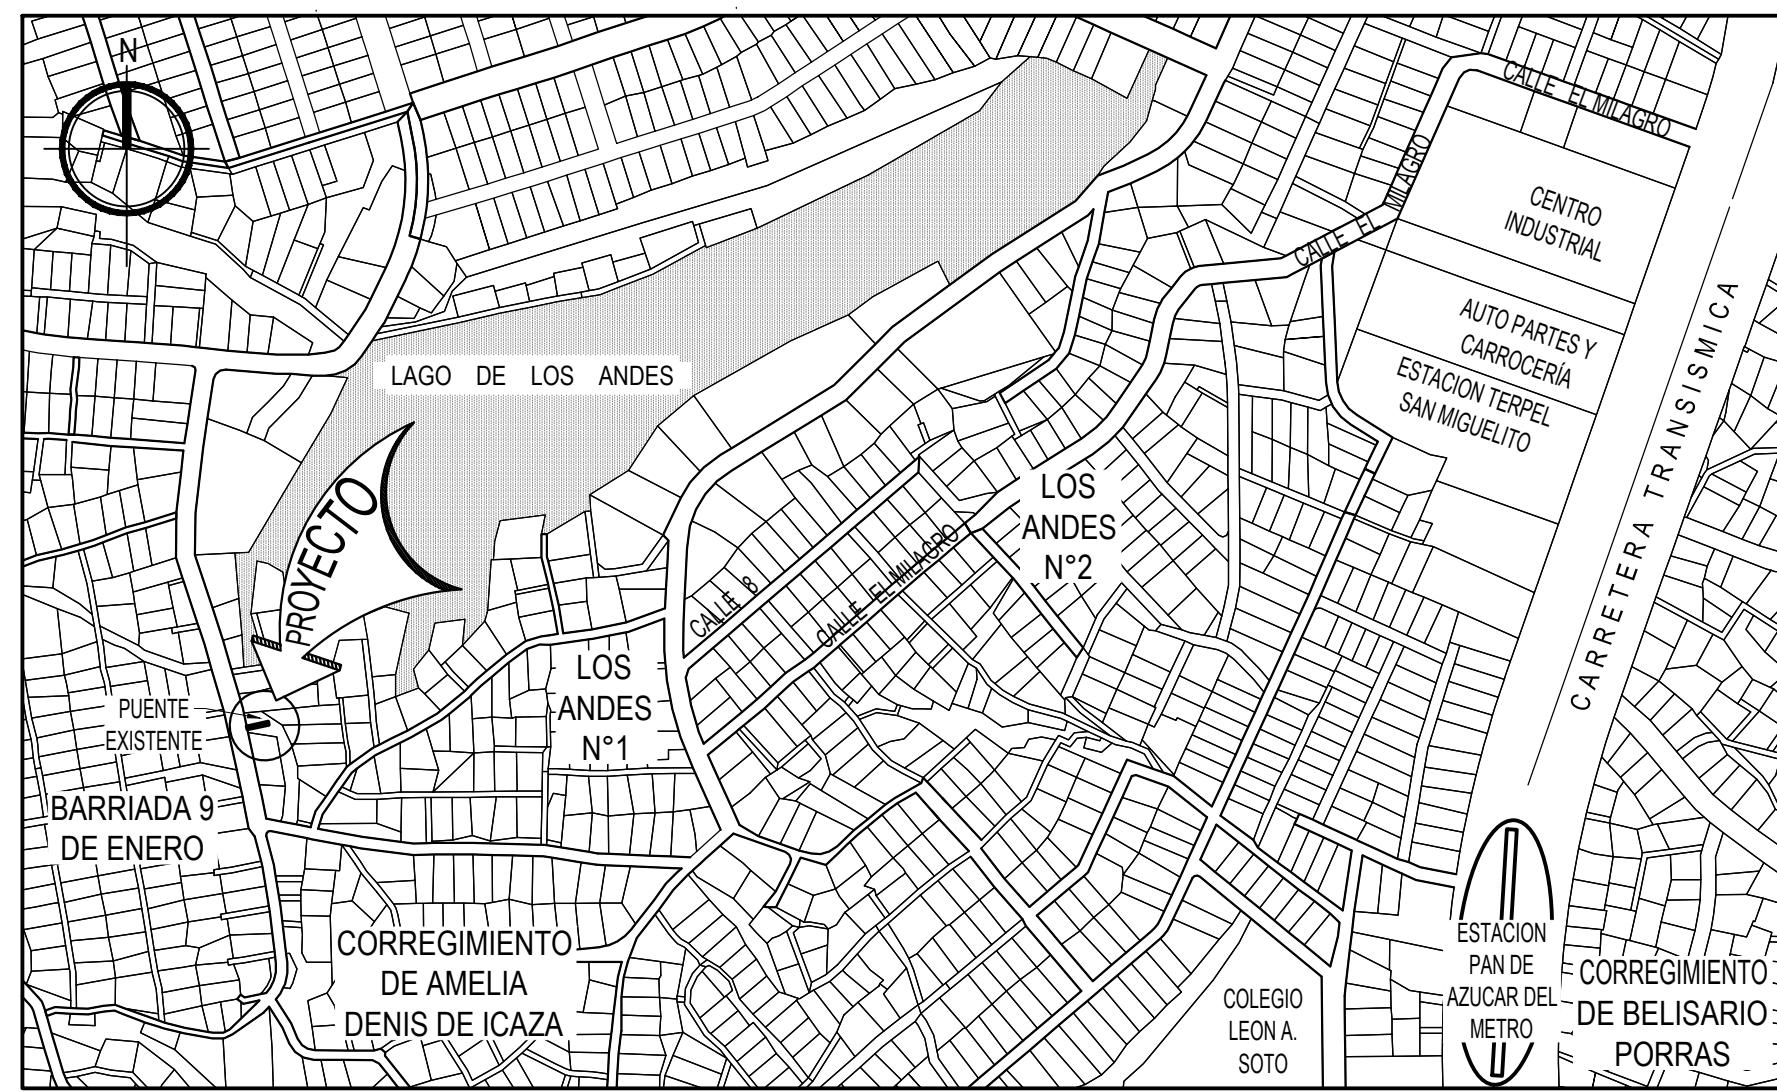 N
CALLE EL MILAGRO
CALLE EL MILAGRO
CENTRO
INDUSTRIAL
AUTO PARTES Y
CARROCERÍA
ESTACION TERPEL
SAN MIGUELITO
CARRETERA TRANSISMICA
LAGO DE LOS ANDES
PROYECTO
LOS
ANDES
N°2
CALLE 8
CALLE EL MILAGRO
LOS
ANDES
N°1
PUENTE
EXISTENTE
BARRIADA 9
DE ENERO
CORREGIMIENTO
DE AMELIA
DENIS DE ICAZA
COLEGIO
LEON A.
SOTO
ESTACION
PAN DE
AZUCAR DEL
METRO
CORREGIMIENTO
DE BELISARIO
PORRAS